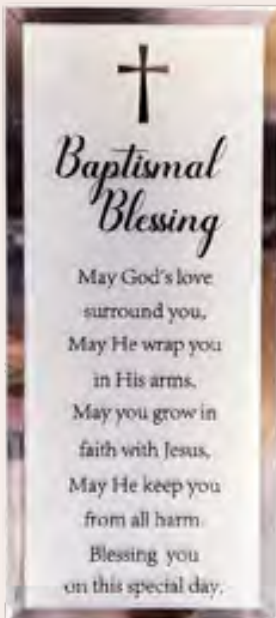 Baptismal
Blessing
May God's love
surround you,
May He wrap you
in His arms.
May you grow in
faith with Jesus,
May He keep you
from all harm
Blessing you
on this special day.